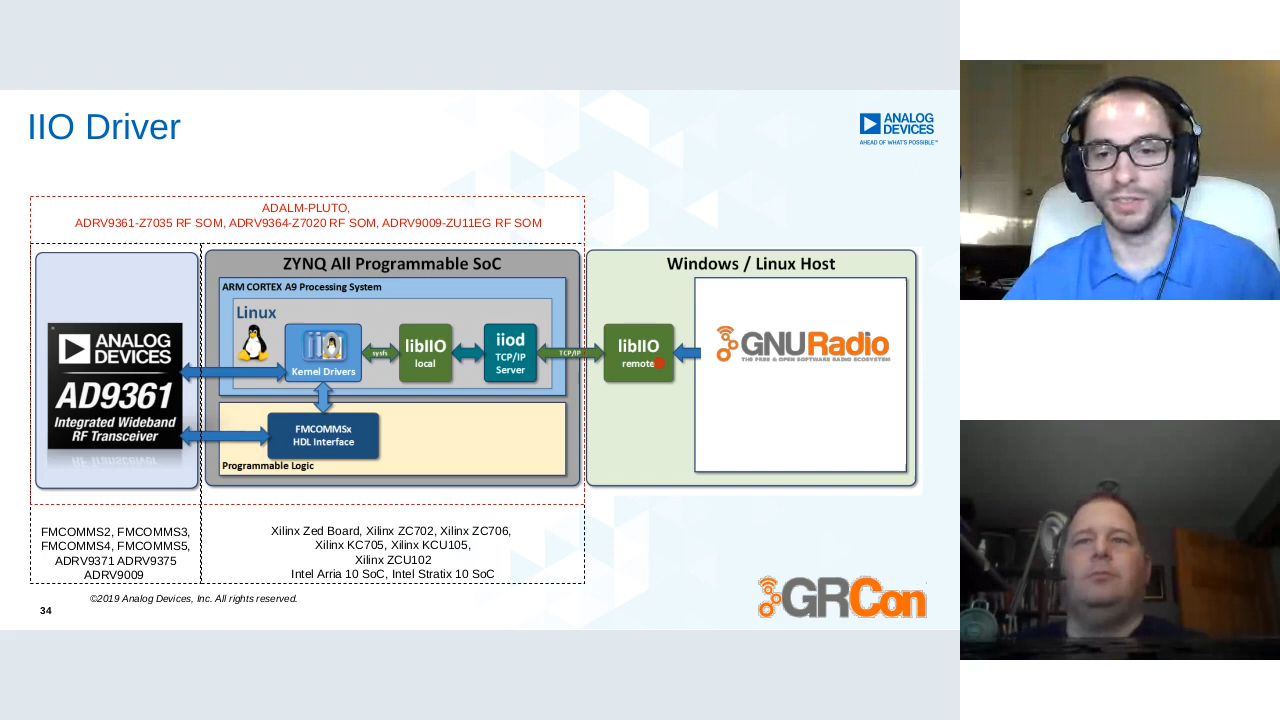 IIO Driver
ANALOG
DEVICES
AHEAD OF WHAT'S POSSIBLE™
ADALM-PLUTO,
ADRV9361-Z7035 RF SOM, ADRV9364-Z7020 RF SOM, ADRV9009-ZU11EG RF SOM
ANALOG
DEVICES
AD9361
Integrated Wideband
RF Transceiver
ZYNQ All Programmable SoC
ARM CORTEX A9 Processing System
Linux
iio
Kernel Drivers
sysfs
libIIO
local
iiod
TCP/IP
Server
TCP/IP
FMCOMMSx
HDL Interface
Programmable Logic
Windows / Linux Host
libIIO
remote
GNURadio
THE FREE & OPEN SOFTWARE RADIO ECOSYSTEM
FMCOMMS2, FMCOMMS3,
FMCOMMS4, FMCOMMS5,
ADRV9371 ADRV9375
ADRV9009
Xilinx Zed Board, Xilinx ZC702, Xilinx ZC706,
Xilinx KC705, Xilinx KCU105,
Xilinx ZCU102
Intel Arria 10 SoC, Intel Stratix 10 SoC
©2019 Analog Devices, Inc. All rights reserved.
34
GRCon